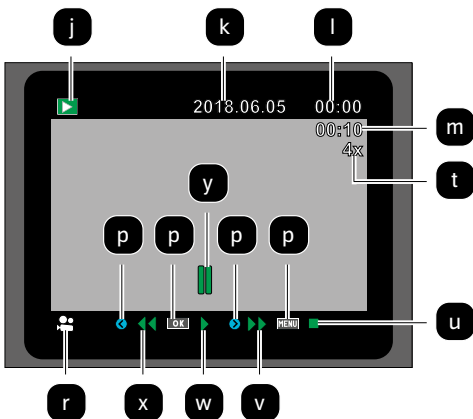 j k l
2018.06.05 00:00
00:10 m
4x
t
y
p p p p
OK MENU
u
r x w v